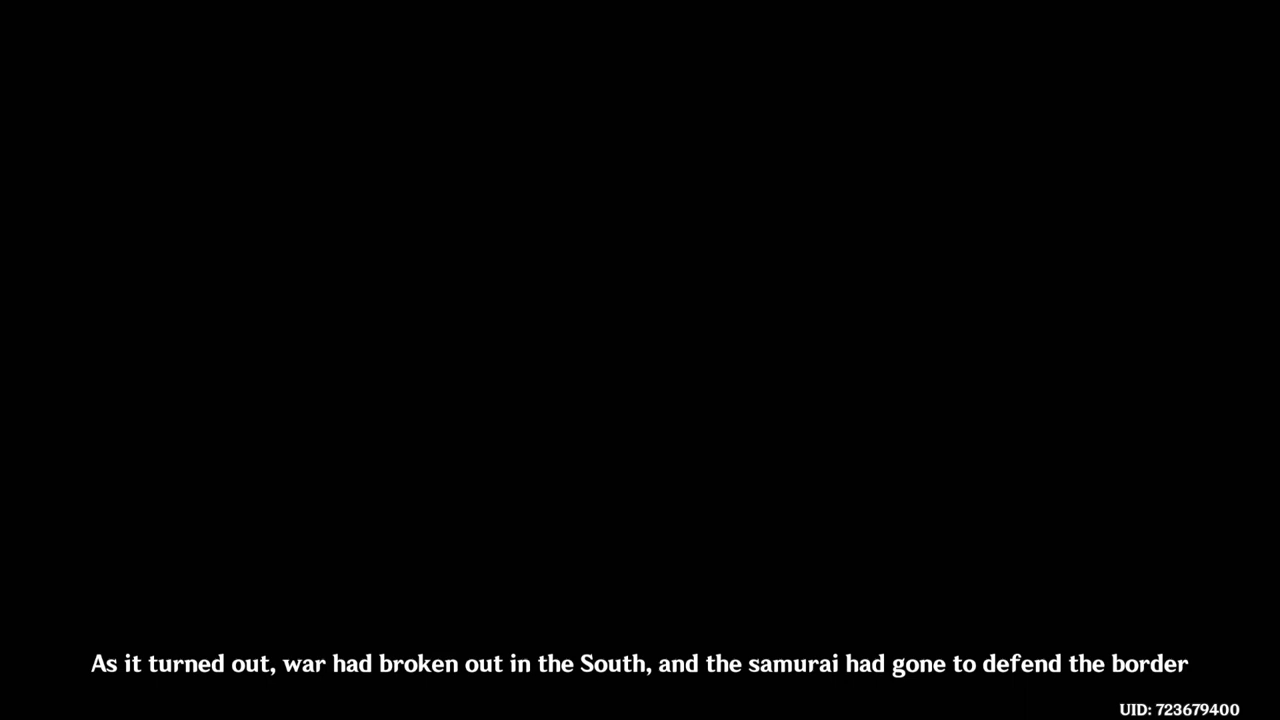 As it turned out, war had broken out in the South, and the samurai had gone to defend the border
UID: 723679400